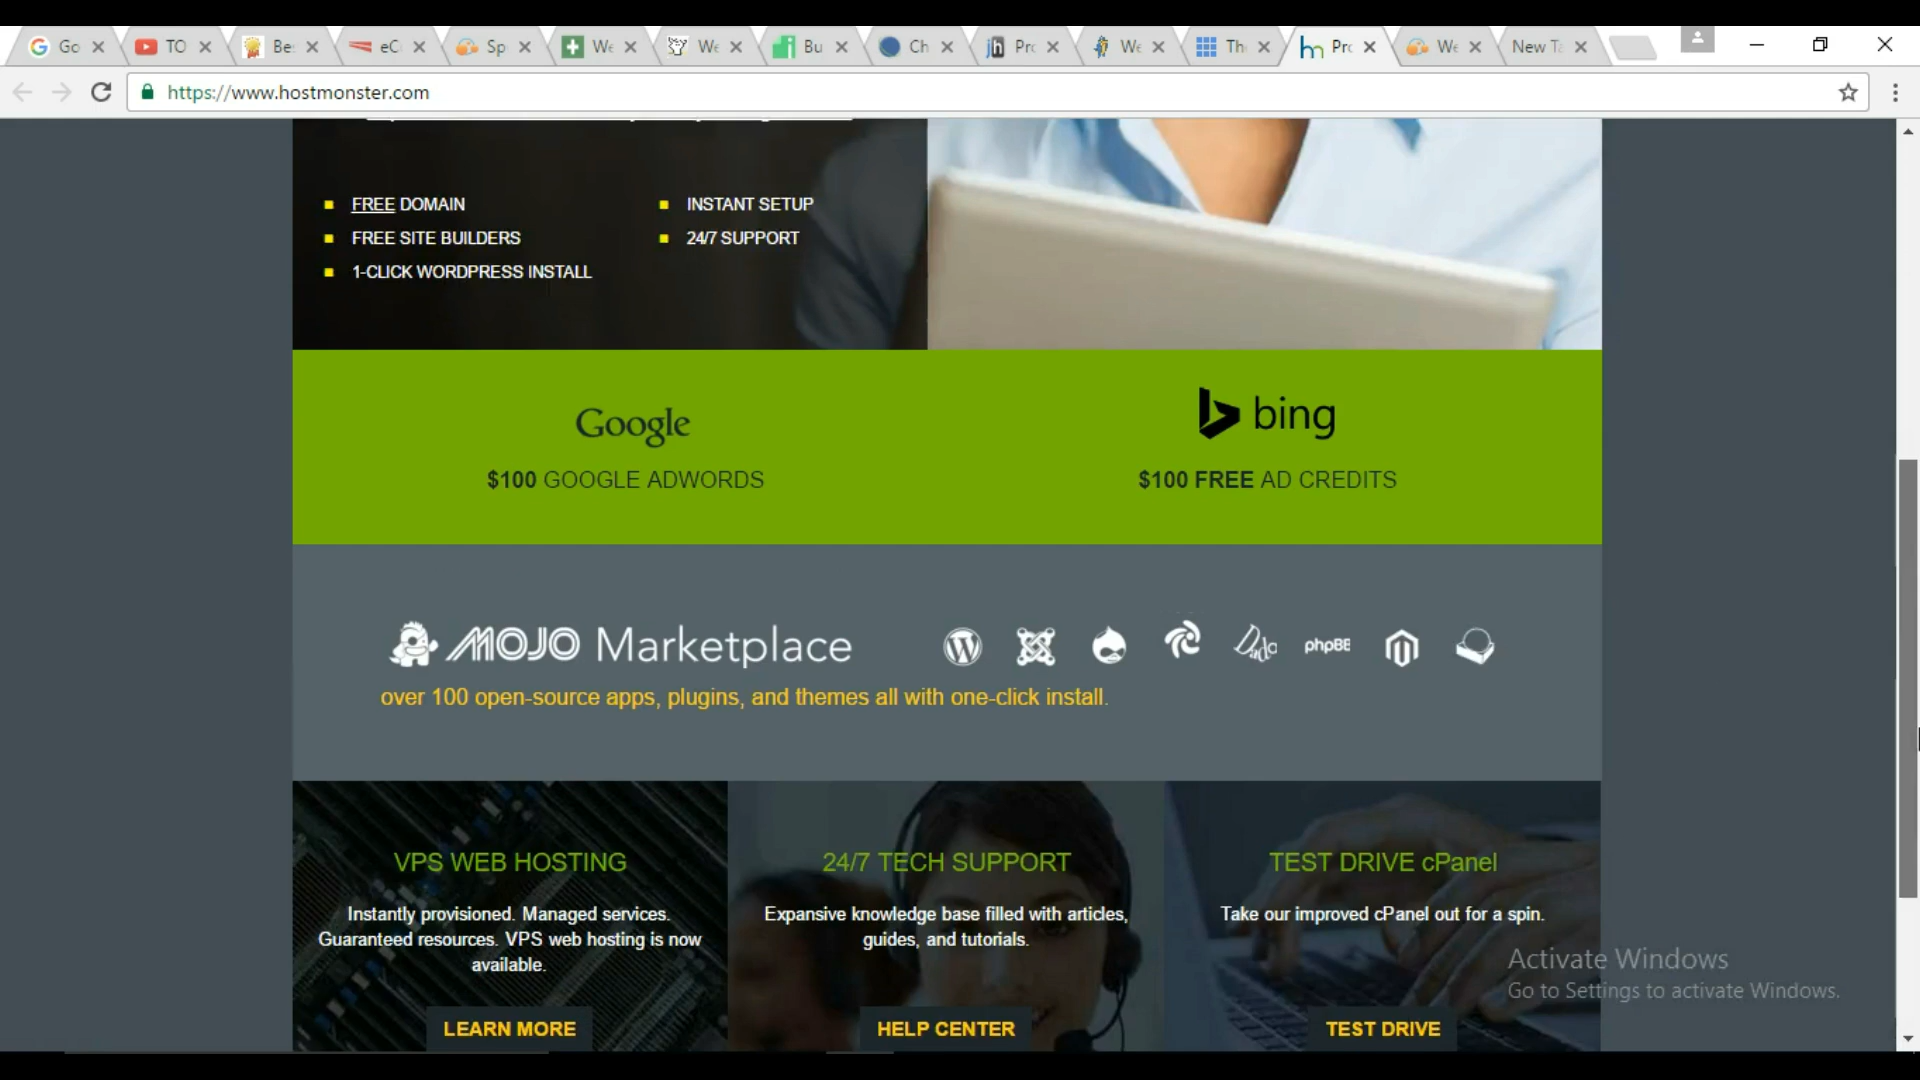 Go
TO
Be
eC
Sp
We
We
Bu
Ch
Pro
We
Th
Pro
We
New Ta
https://www.hostmonster.com
FREE DOMAIN
FREE SITE BUILDERS
1-CLICK WORDPRESS INSTALL
INSTANT SETUP
24/7 SUPPORT
Google
$100 GOOGLE ADWORDS
bing
$100 FREE AD CREDITS
MOJO Marketplace
phpBB
over 100 open-source apps, plugins, and themes all with one-click install.
VPS WEB HOSTING
Instantly provisioned. Managed services.
Guaranteed resources. VPS web hosting is now
available.
LEARN MORE
24/7 TECH SUPPORT
Expansive knowledge base filled with articles,
guides, and tutorials.
HELP CENTER
TEST DRIVE cPanel
Take our improved cPanel out for a spin.
TEST DRIVE
Activate Windows
Go to Settings to activate Windows.